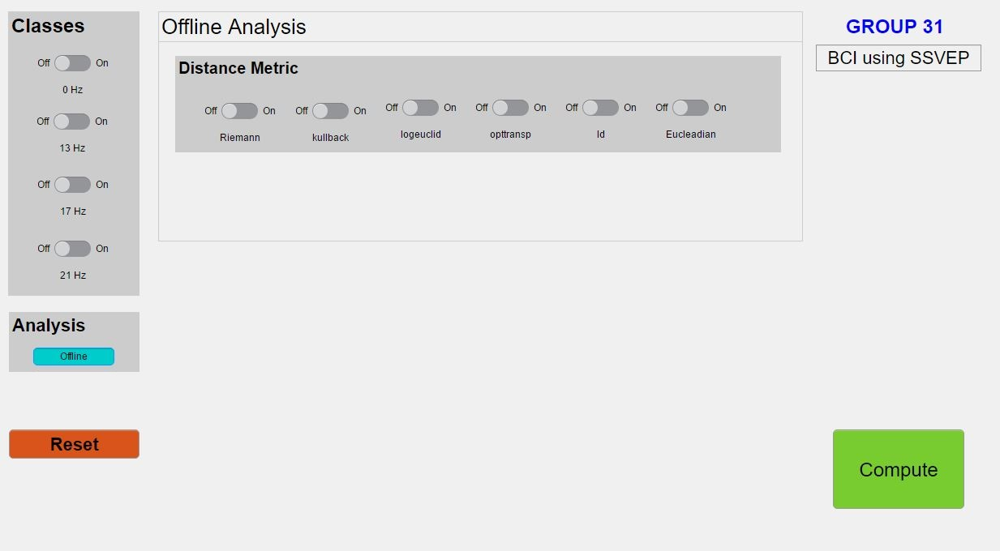 Classes
Off On
0 Hz
Off On
13 Hz
Off On
17 Hz
Off On
21 Hz
Analysis
Offline
Reset
Offline Analysis
Distance Metric
Off On Off On Off On Off On Off On Off On
Riemann kullback logeuclid opttransp ld Eucleadian
GROUP 31
BCI using SSVEP
Compute